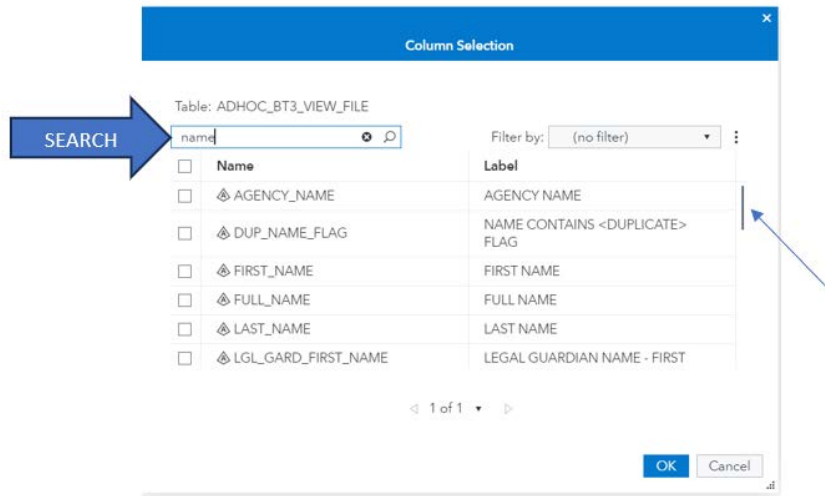 Column Selection
Table: ADHOC_BT3_VIEW_FILE
SEARCH
name
Filter by: (no filter)
Name Label
AGENCY_NAME AGENCY NAME
DUP_NAME_FLAG NAME CONTAINS <DUPLICATE>
FLAG
FIRST_NAME FIRST NAME
FULL_NAME FULL NAME
LAST_NAME LAST NAME
LGL_GARD_FIRST_NAME LEGAL GUARDIAN NAME - FIRST
1 of 1
OK Cancel